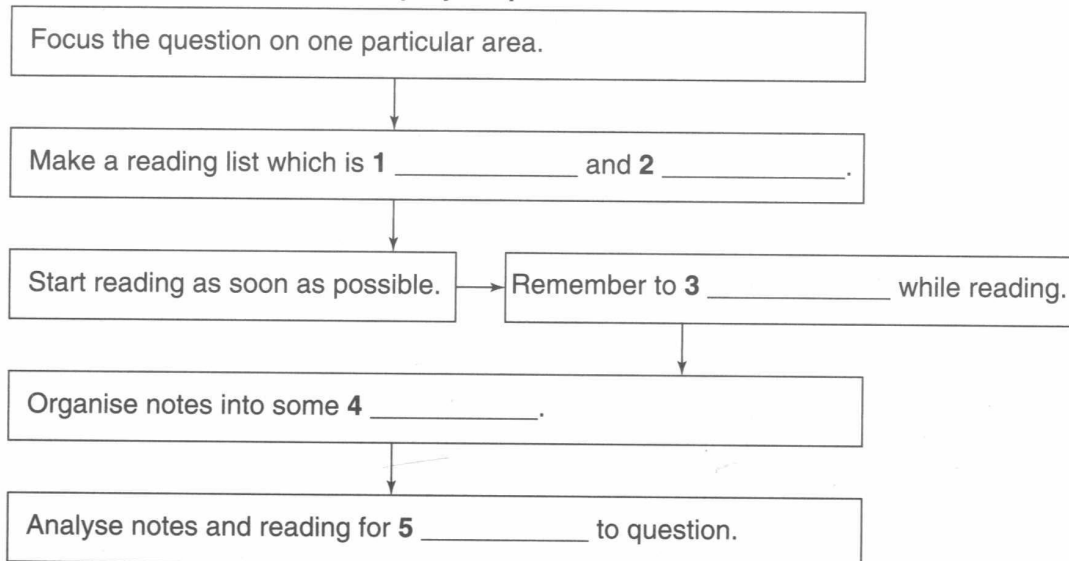 Focus the question on one particular area.
Make a reading list which is 1 ____________ and 2 ____________.
Start reading as soon as possible.
Remember to 3 ____________ while reading.
Organise notes into some 4 ___________.
Analyse notes and reading for 5 ___________ to question.